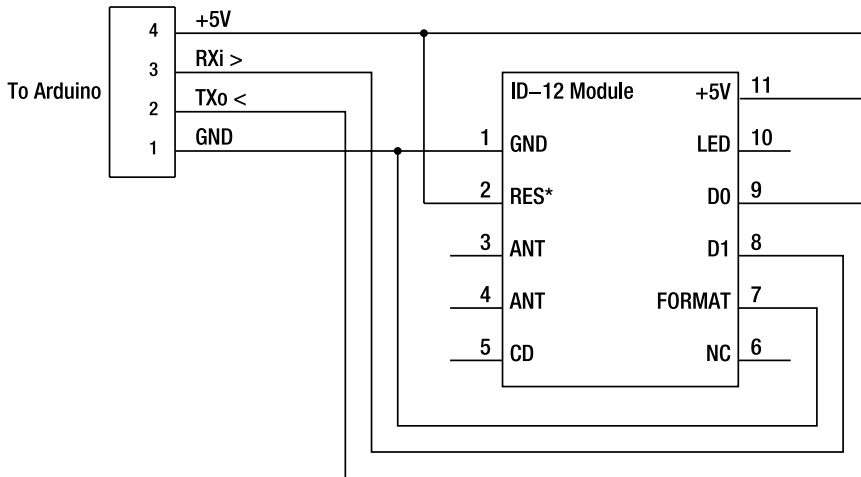 To Arduino
4 +5V
3 RXi >
2 TXo <
1 GND
ID–12 Module
1 GND
2 RES*
3 ANT
4 ANT
5 CD
+5V 11
LED 10
D0 9
D1 8
FORMAT 7
NC 6